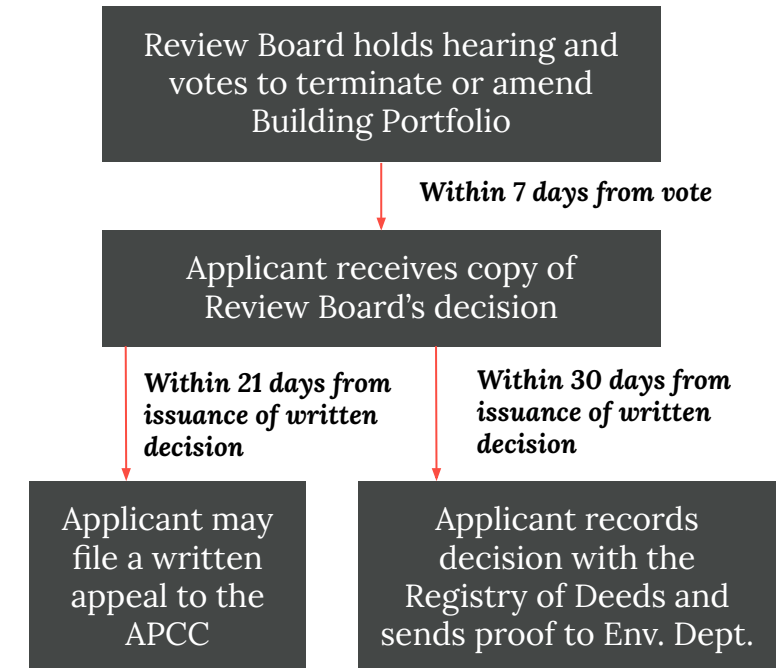 Review Board holds hearing and
votes to terminate or amend
Building Portfolio
Within 7 days from vote
Applicant receives copy of
Review Board’s decision
Within 21 days from
issuance of written
decision
Within 30 days from
issuance of written
decision
Applicant may
file a written
appeal to the
APCC
Applicant records
decision with the
Registry of Deeds and
sends proof to Env. Dept.